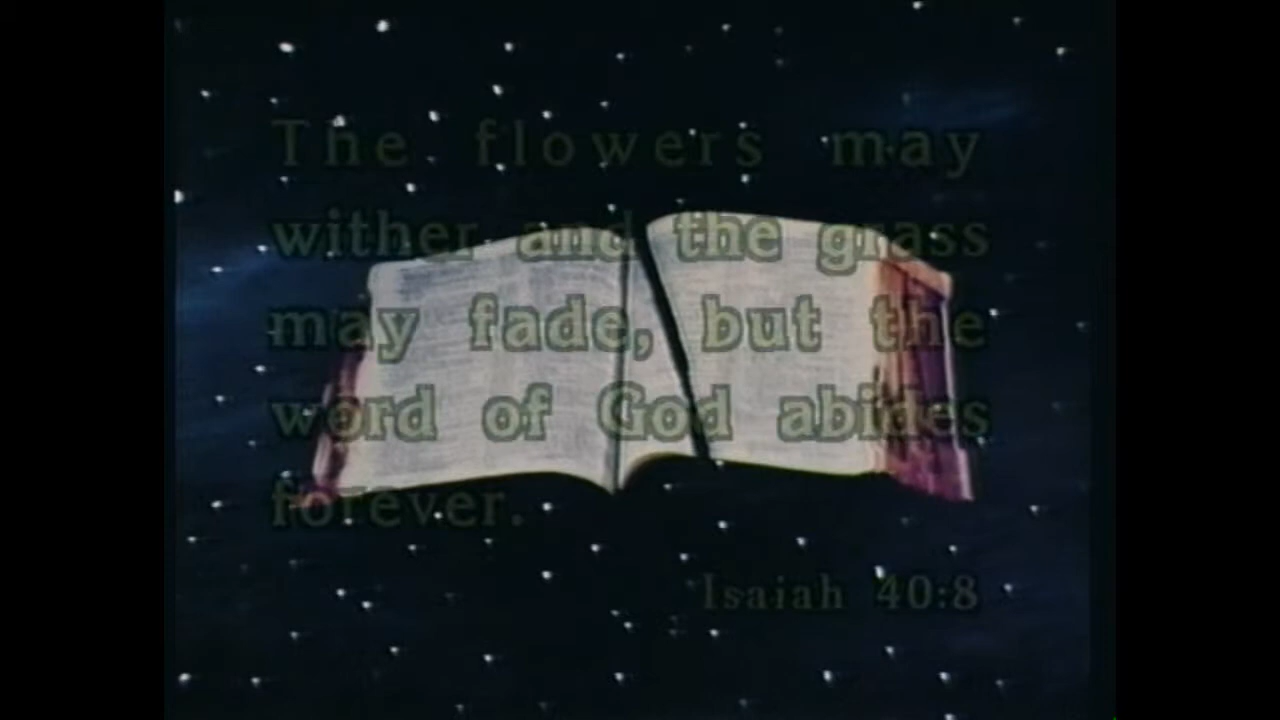 The flowers may
wither and the grass
may fade, but the
word of God abides
forever.
Isaiah 40:8